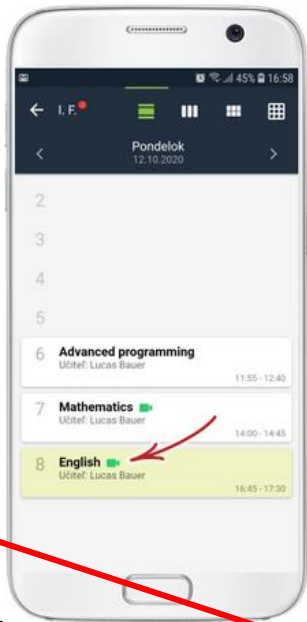 45% 16:58
I. F.
Pondelok
12.10.2020
2
3
4
5
6 Advanced programming
Učiteľ: Lucas Bauer
11:55 - 12:40
7 Mathematics
Učiteľ: Lucas Bauer
14:00 - 14:45
8 English
Učiteľ: Lucas Bauer
16:45 - 17:30